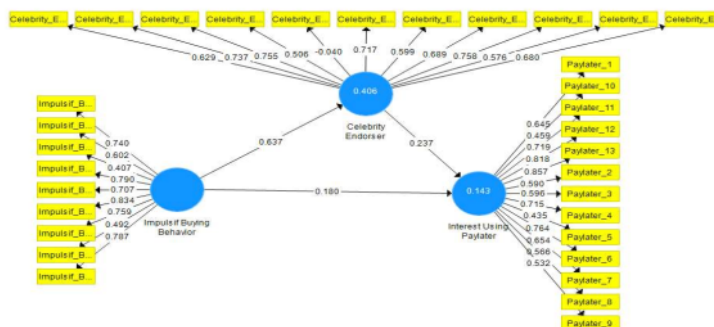 Celebrity_E... Celebrity_E... Celebrity_E... Celebrity_E... Celebrity_E... Celebrity_E... Celebrity_E... Celebrity_E... Celebrity_E... Celebrity_E... Celebrity_E...
0.629 0.737 0.755 0.506 -0.040 0.717 0.599 0.689 0.758 0.576 0.680
0.406
Celebrity
Endorser
Impulsif_B...
Impulsif_B...
Impulsif_B...
Impulsif_B...
Impulsif_B...
Impulsif_B...
Impulsif_B...
Impulsif_B...
Impulsif_B...
0.740
0.602
0.407
0.790
0.707
0.834
0.759
0.492
0.787
Impulsif Buying
Behavior
0.637
0.237
0.180
0.143
Interest Using
Paylater
0.645
0.459
0.719
0.818
0.857
0.590
0.596
0.715
0.435
0.764
0.654
0.566
0.532
Paylater_1
Paylater_10
Paylater_11
Paylater_12
Paylater_13
Paylater_2
Paylater_3
Paylater_4
Paylater_5
Paylater_6
Paylater_7
Paylater_8
Paylater_9